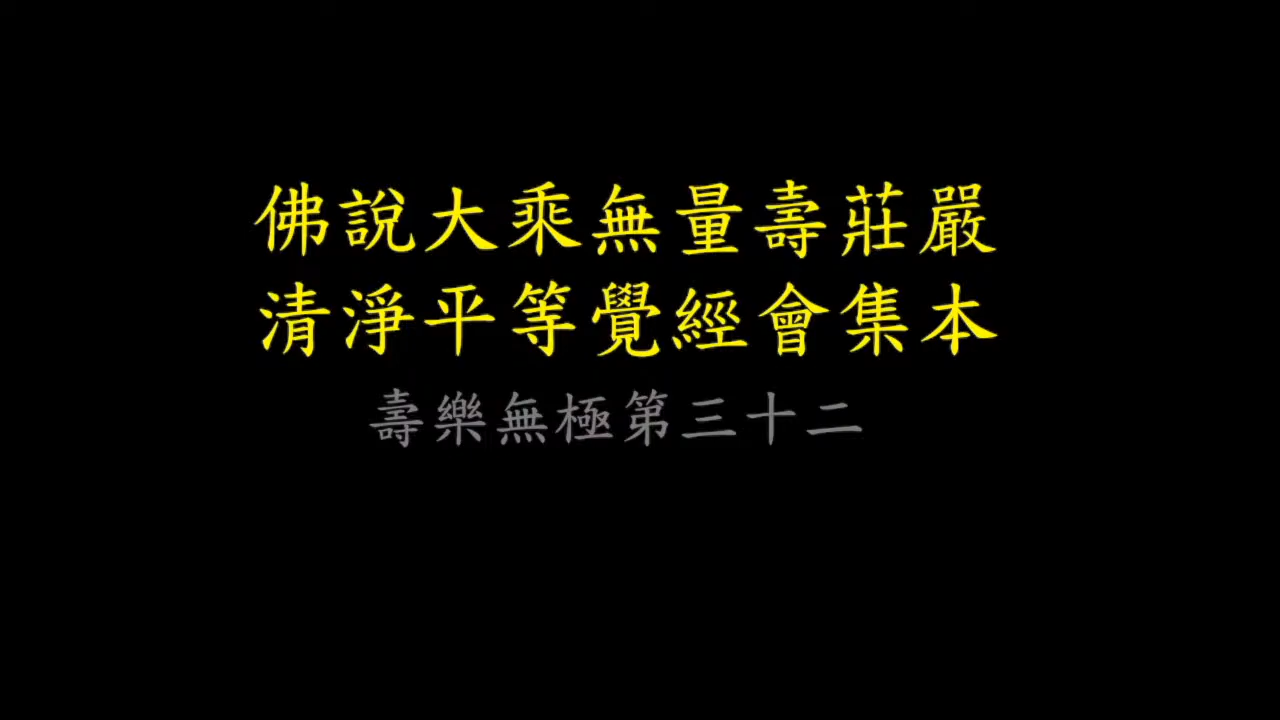 佛說大乘無量壽莊嚴
清淨平等覺經會集本
壽樂無極第三十二